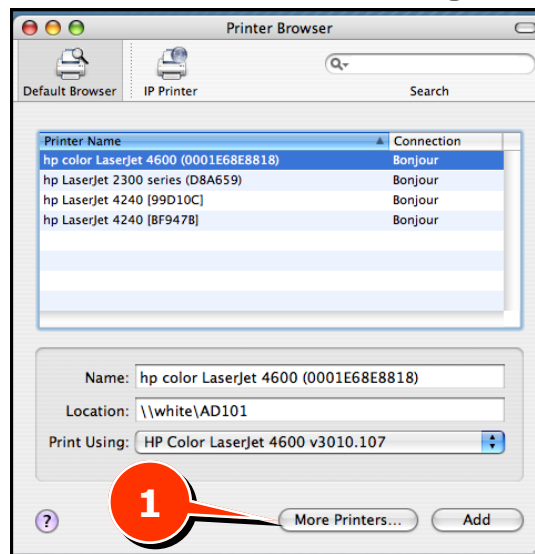 Printer Browser
Default Browser
IP Printer
Search
Printer Name
Connection
hp color LaserJet 4600 (0001E68E8818)
Bonjour
hp LaserJet 2300 series (D8A659)
Bonjour
hp LaserJet 4240 [99D10C]
Bonjour
hp LaserJet 4240 [BF947B]
Bonjour
Name: hp color LaserJet 4600 (0001E68E8818)
Location: \\white\AD101
Print Using: HP Color LaserJet 4600 v3010.107
1
?
More Printers...
Add